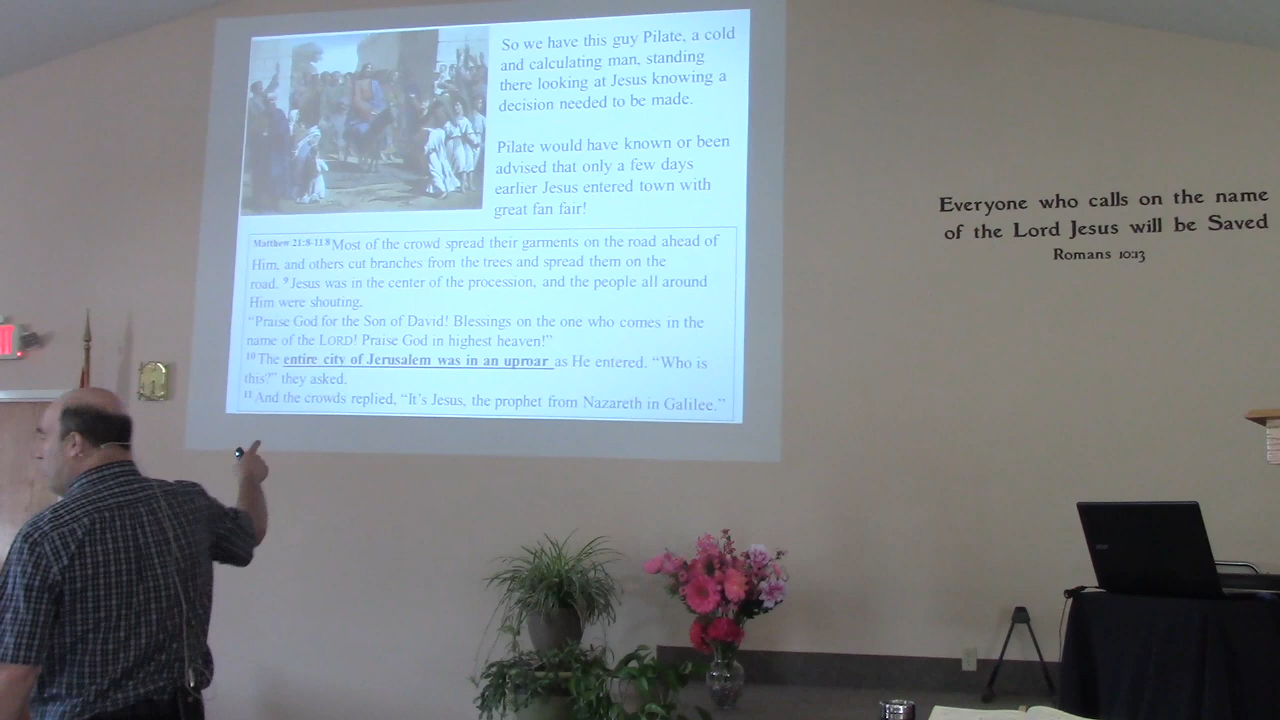 So we have this guy Pilate, a cold
and calculating man, standing
there looking at Jesus knowing a
decision needed to be made.
Pilate would have known or been
advised that only a few days
earlier Jesus entered town with
great fan fair!
Matthew 21:8-11 8 Most of the crowd spread their garments on the road ahead of
Him, and others cut branches from the trees and spread them on the
road. 9 Jesus was in the center of the procession, and the people all around
Him were shouting,
“Praise God for the Son of David! Blessings on the one who comes in the
name of the LORD! Praise God in highest heaven!”
10 The entire city of Jerusalem was in an uproar as He entered. “Who is
this?” they asked.
11 And the crowds replied, “It’s Jesus, the prophet from Nazareth in Galilee.”
Everyone who calls on the name
of the Lord Jesus will be Saved
Romans 10:13